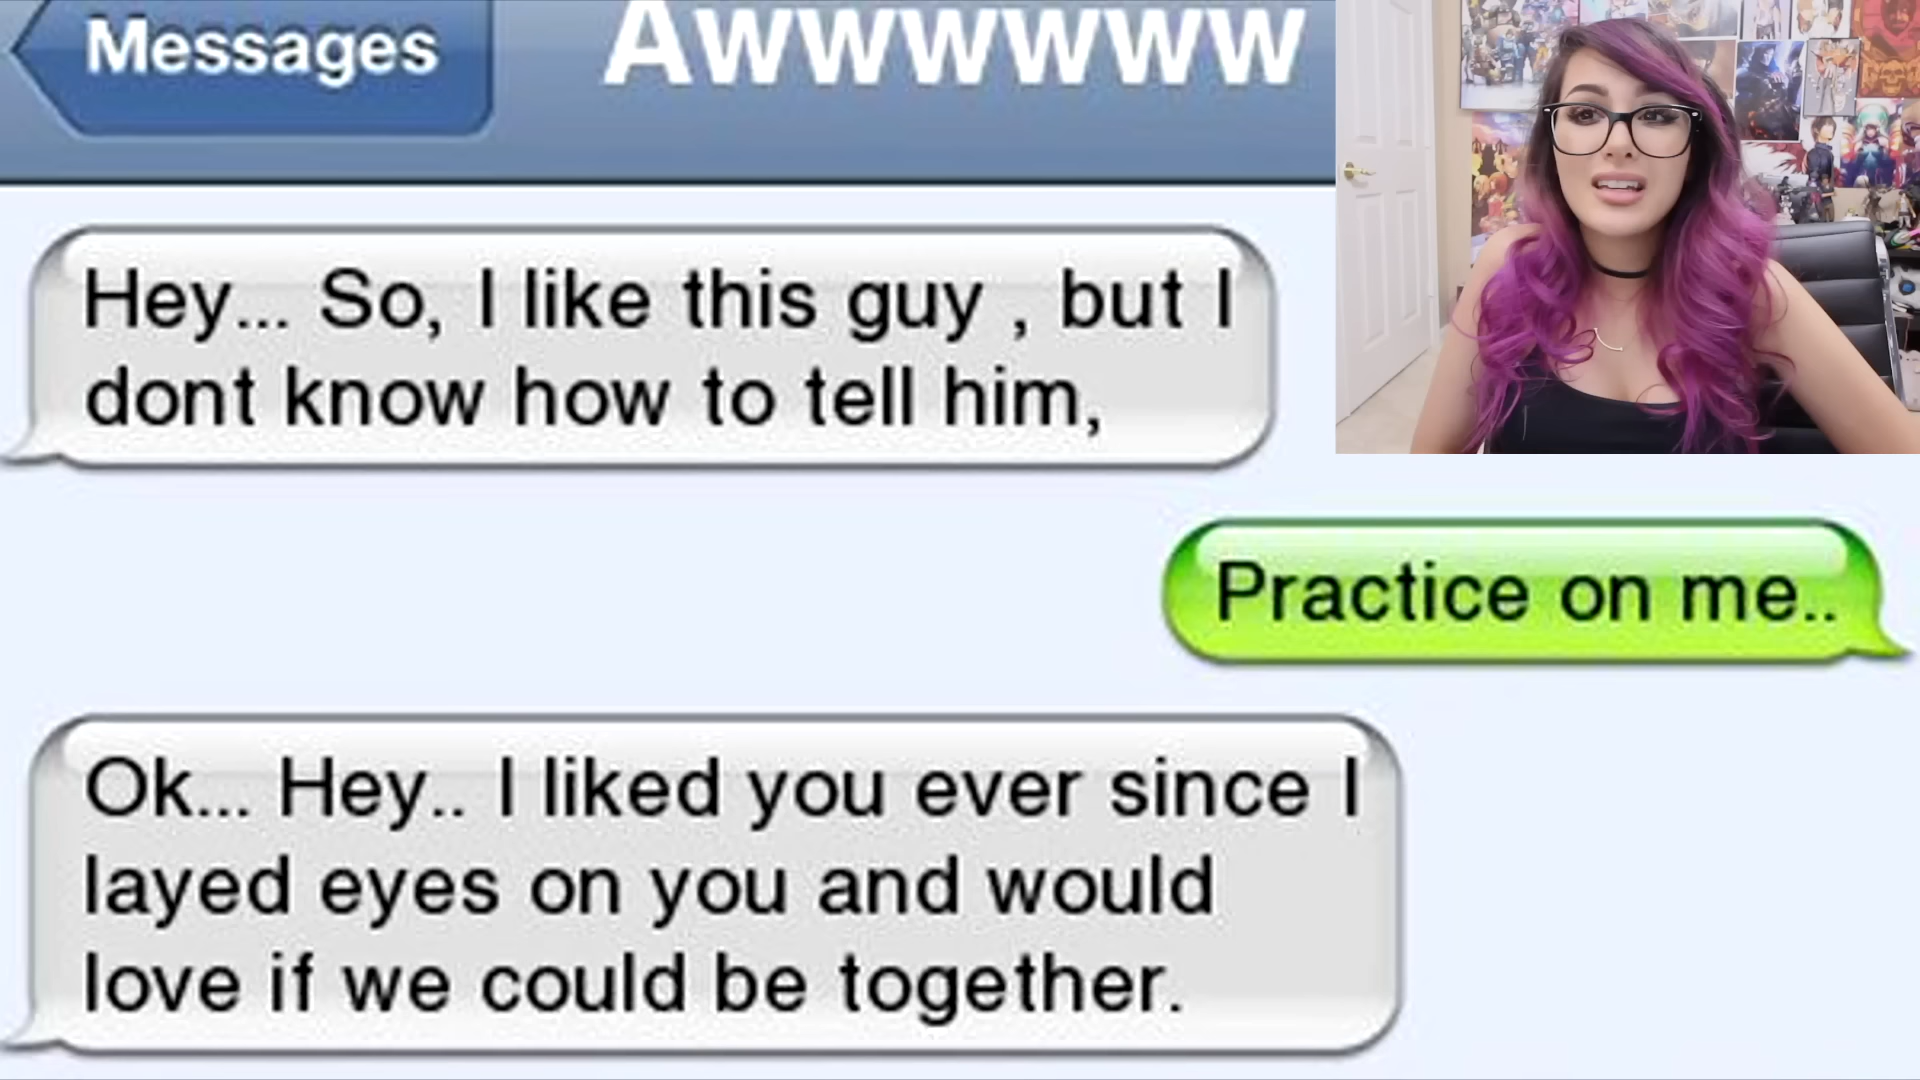 Messages
Awwwwww
Hey... So, I like this guy , but I
dont know how to tell him,
Practice on me..
Ok... Hey.. I liked you ever since I
layed eyes on you and would
love if we could be together.